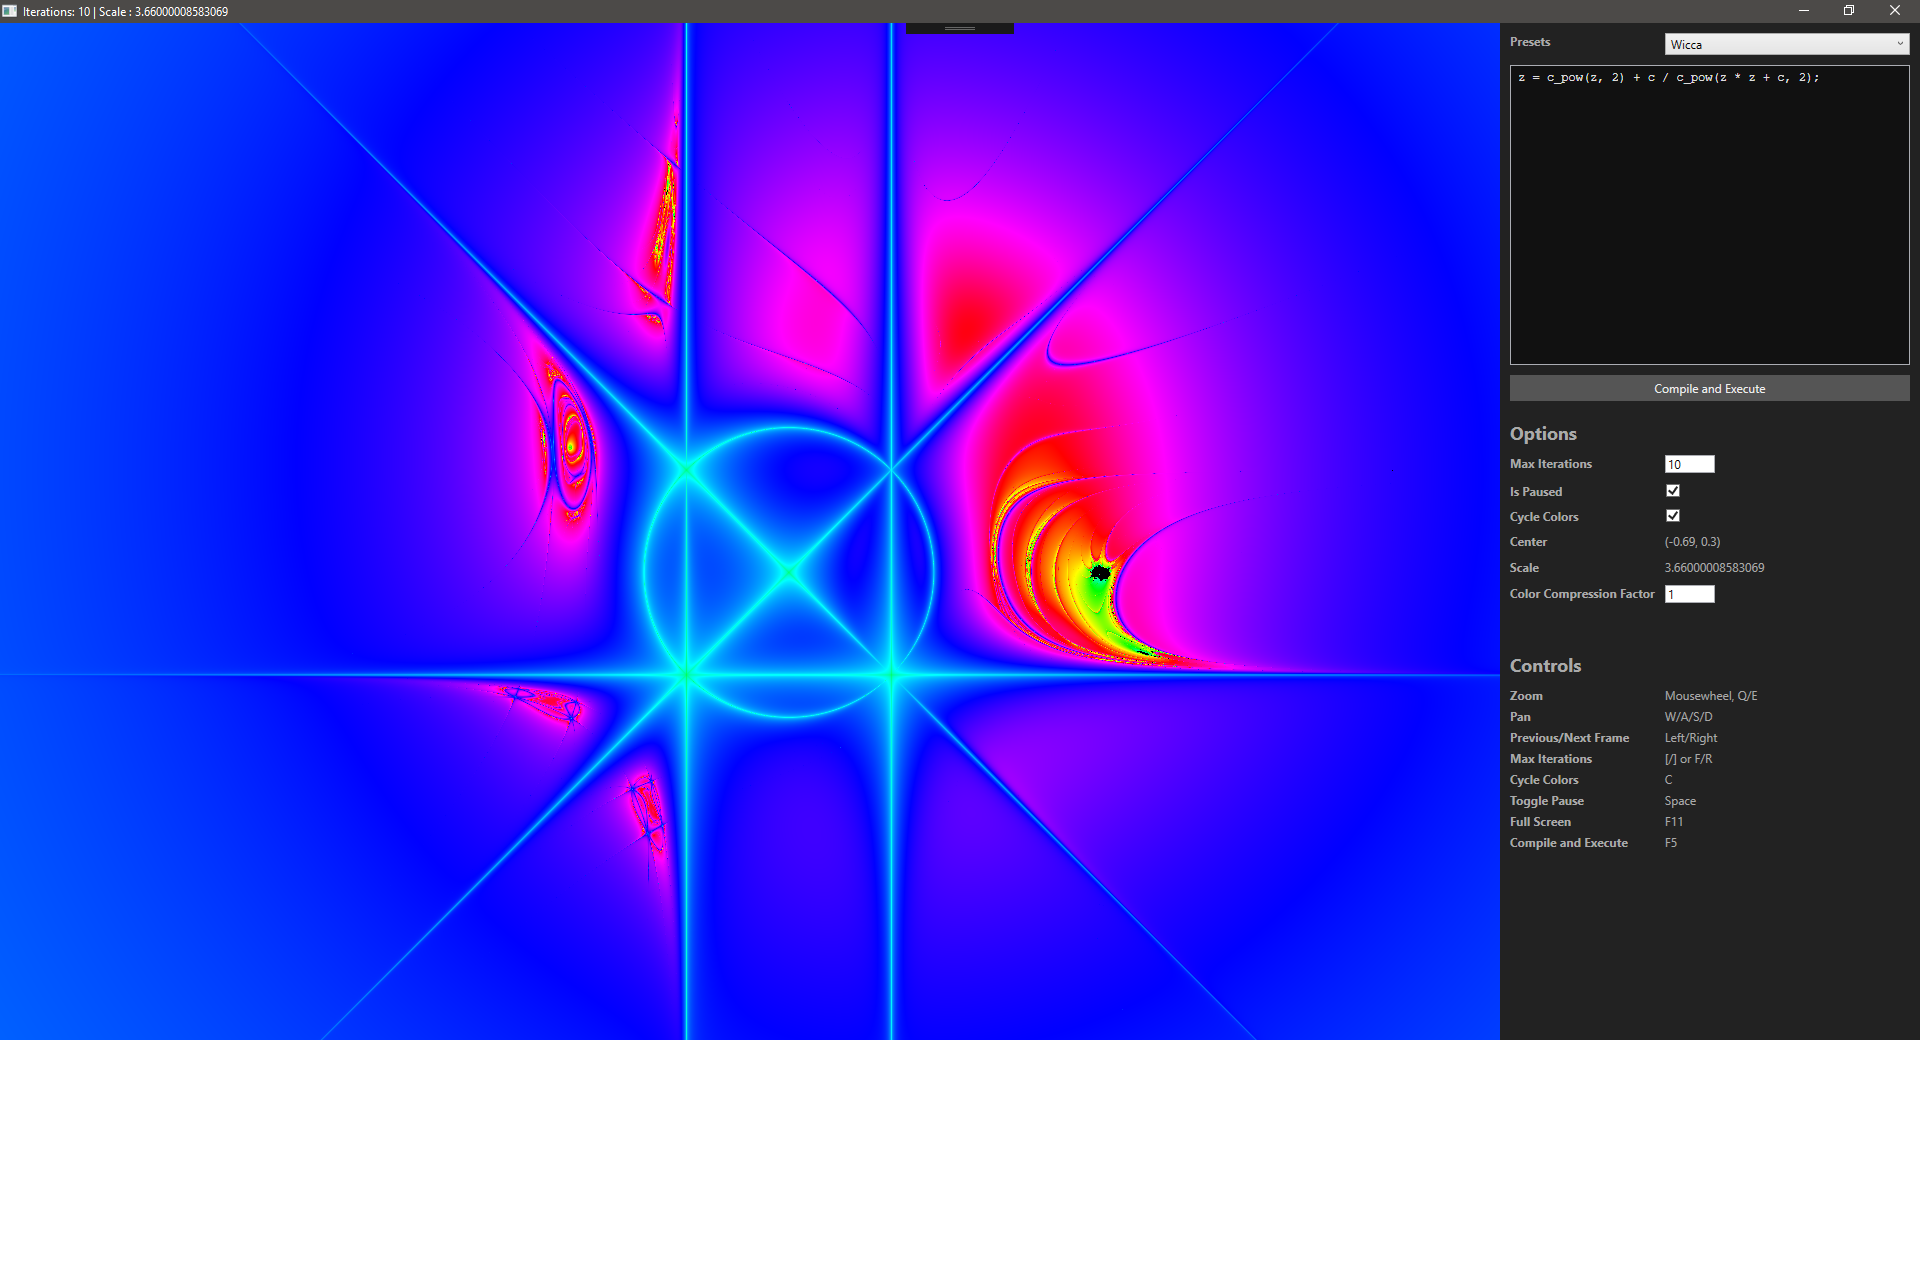 Iterations: 10 | Scale : 3.66000008583069
Presets Wicca
z = c_pow(z, 2) + c / c_pow(z * z + c, 2);
Compile and Execute
Options
Max Iterations 10
Is Paused
Cycle Colors
Center (-0.69, 0.3)
Scale 3.66000008583069
Color Compression Factor 1
Controls
Zoom Mousewheel, Q/E
Pan W/A/S/D
Previous/Next Frame Left/Right
Max Iterations [/] or F/R
Cycle Colors C
Toggle Pause Space
Full Screen F11
Compile and Execute F5